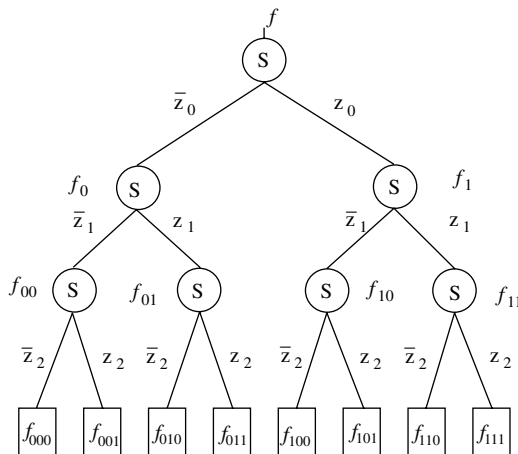 f
S
z̄₀ z₀
f₀ S S f₁
z̄₁ z₁ z̄₁ z₁
f₀₀ S f₀₁ S S f₁₀ S f₁₁
z̄₂ z₂ z̄₂ z₂ z̄₂ z₂ z̄₂ z₂
f₀₀₀ f₀₀₁ f₀₁₀ f₀₁₁ f₁₀₀ f₁₀₁ f₁₁₀ f₁₁₁